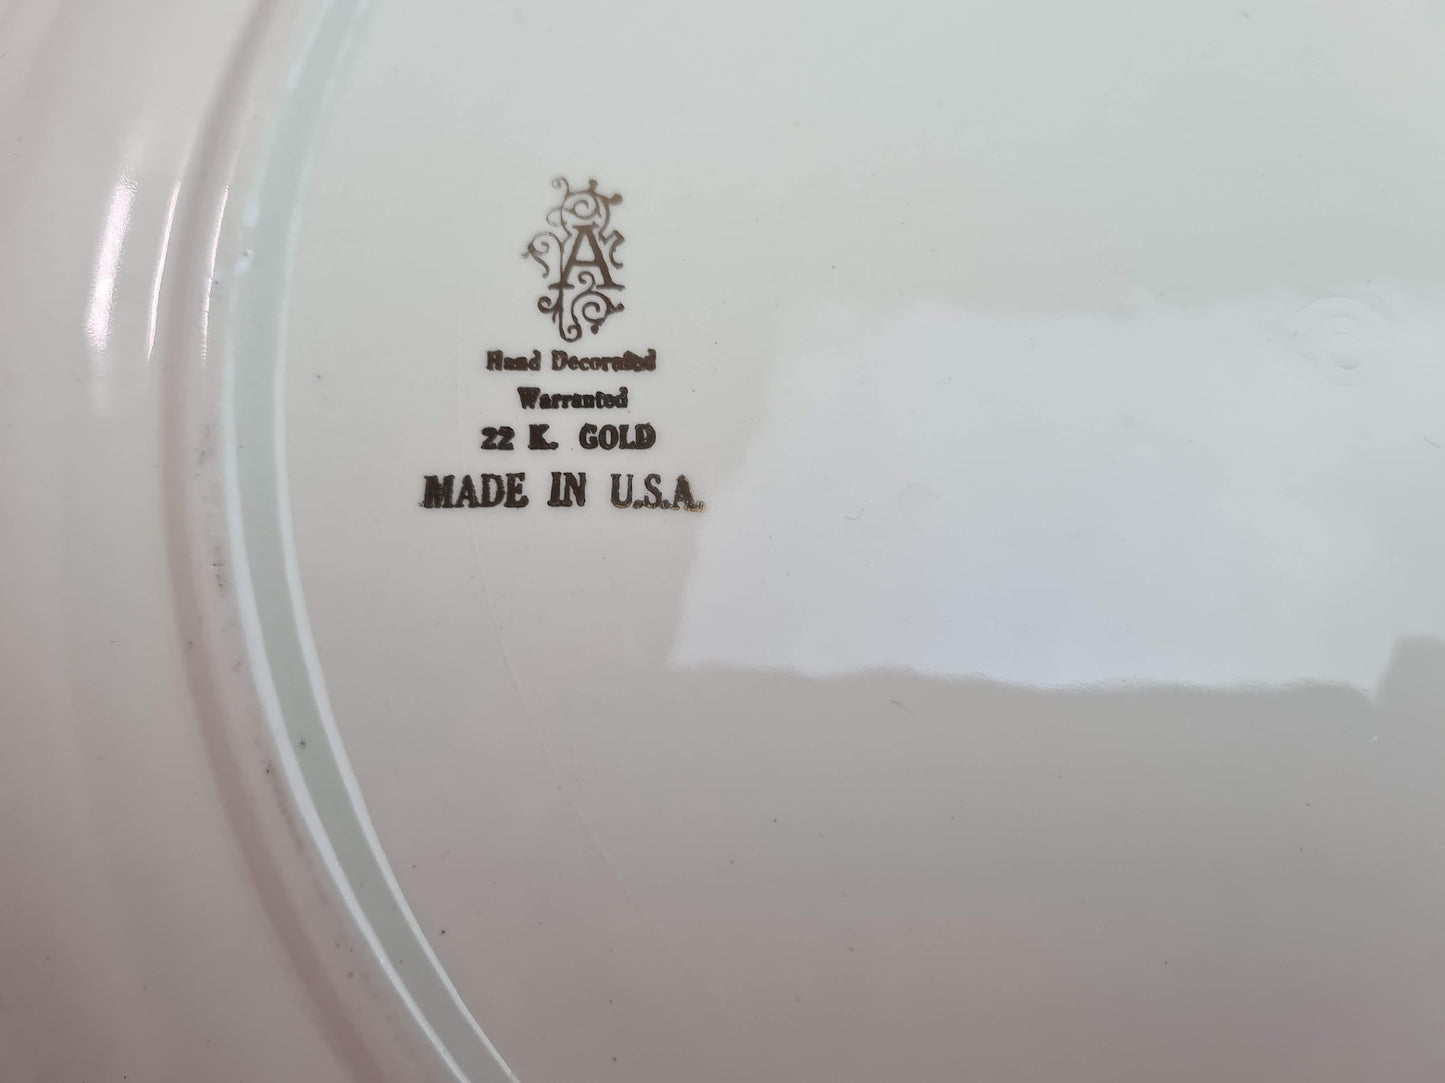 A
Hand Decorated
Warranted
22 K. GOLD
MADE IN U.S.A.